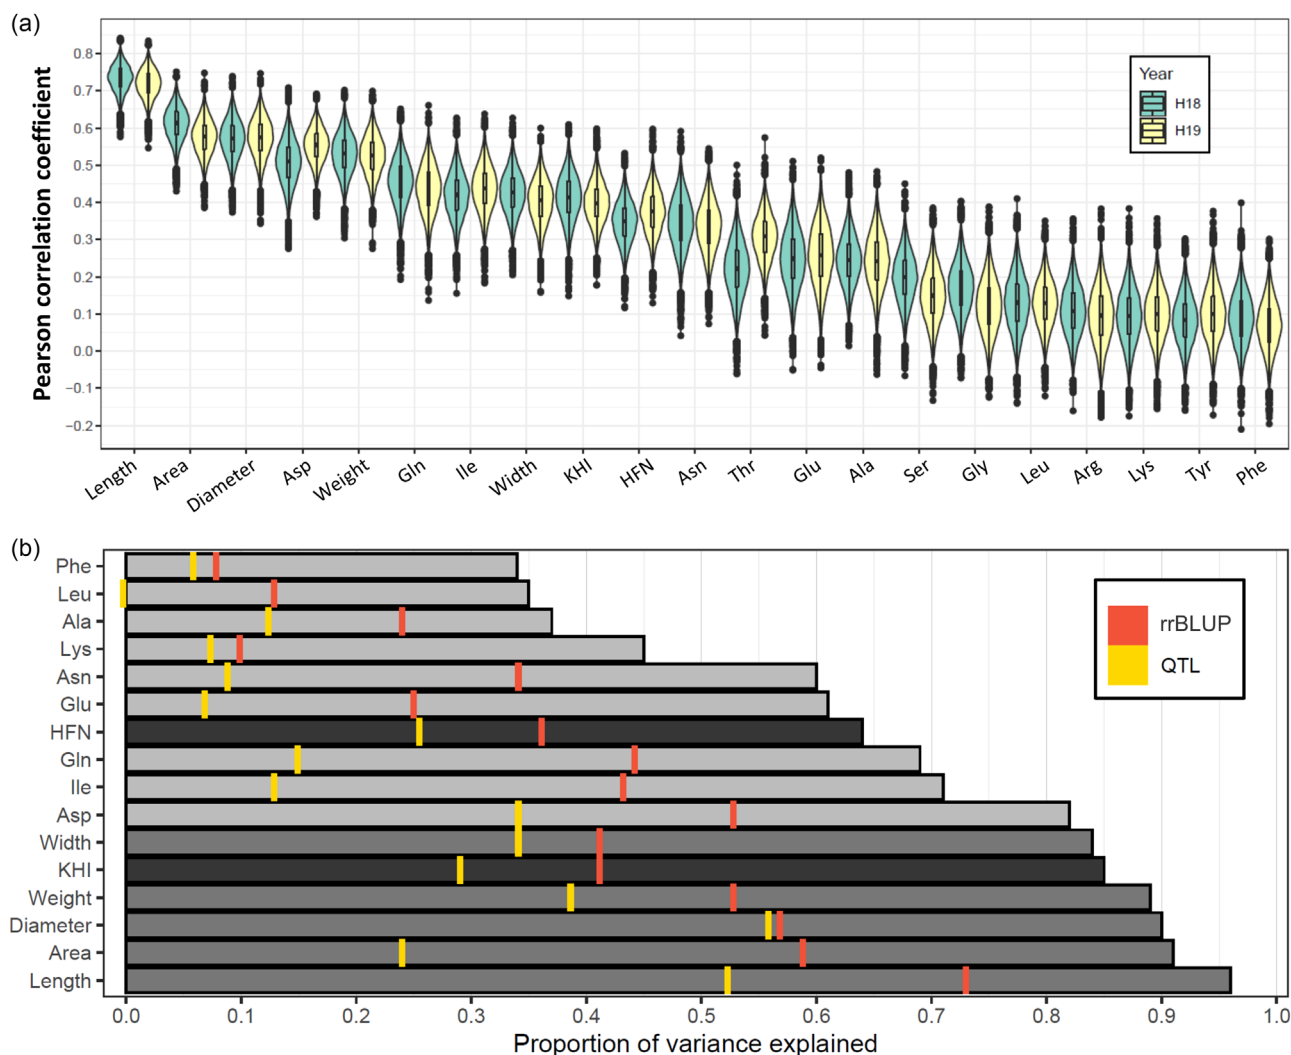 (a)
Pearson correlation coefficient
0.8
0.7
0.6
0.5
0.4
0.3
0.2
0.1
0.0
−0.1
−0.2
Year
H18
H19
Length
Area
Diameter
Asp
Weight
Gln
Ile
Width
KHI
HFN
Asn
Thr
Glu
Ala
Ser
Gly
Leu
Arg
Lys
Tyr
Phe
(b)
Phe
Leu
Ala
Lys
Asn
Glu
HFN
Gln
Ile
Asp
Width
KHI
Weight
Diameter
Area
Length
rrBLUP
QTL
0.0 0.1 0.2 0.3 0.4 0.5 0.6 0.7 0.8 0.9 1.0
Proportion of variance explained